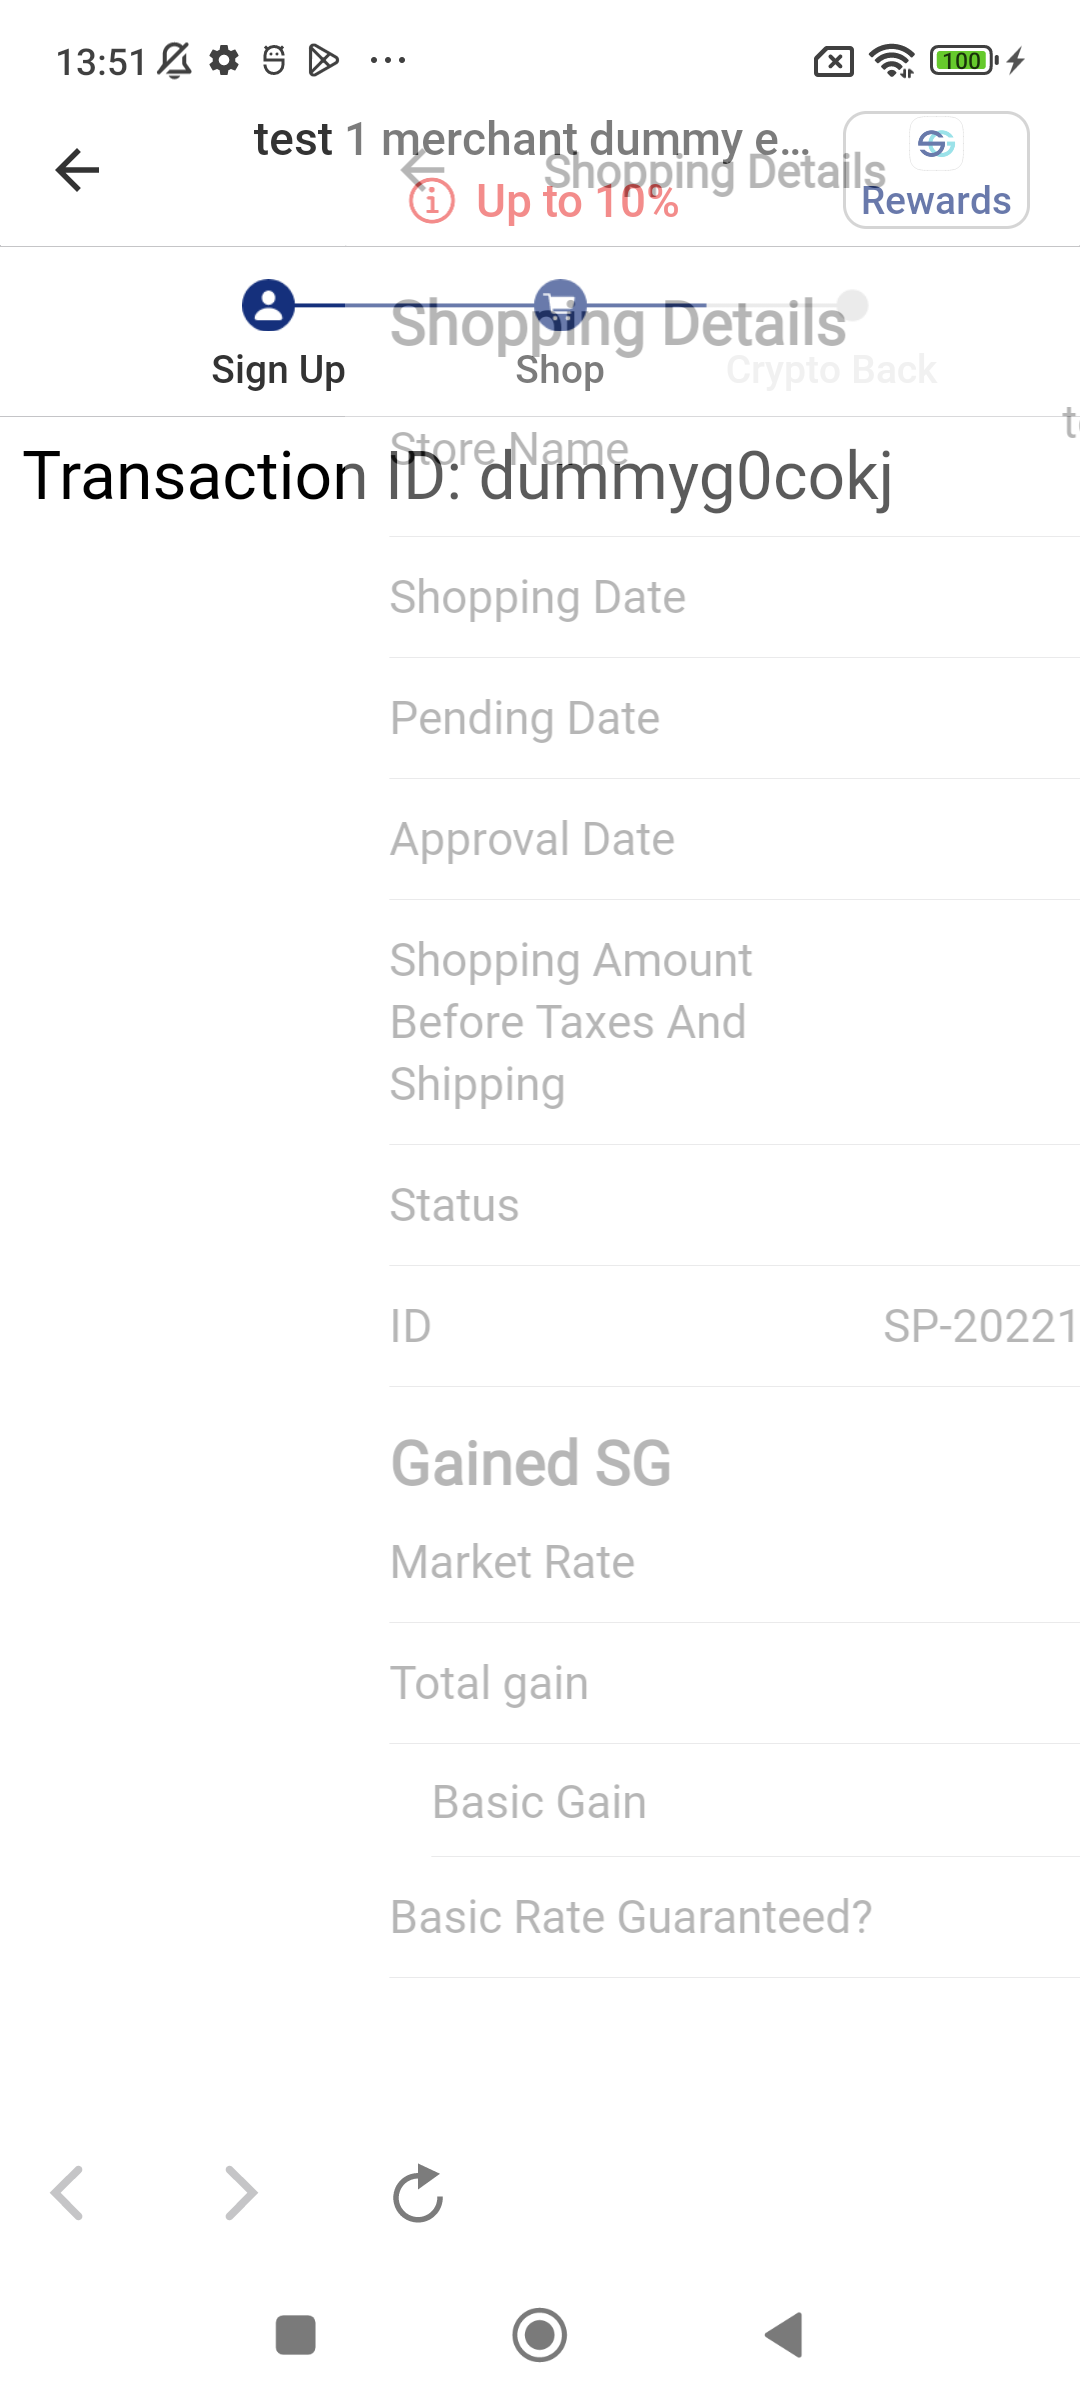 13:51
100
test 1 merchant dummy e...
Shopping Details
Up to 10%
Rewards
Shopping Details
Sign Up
Shop
Crypto Back
Store Name
Transaction ID: dummyg0cokj
Shopping Date
Pending Date
Approval Date
Shopping Amount
Before Taxes And
Shipping
Status
ID SP-20221
Gained SG
Market Rate
Total gain
Basic Gain
Basic Rate Guaranteed?